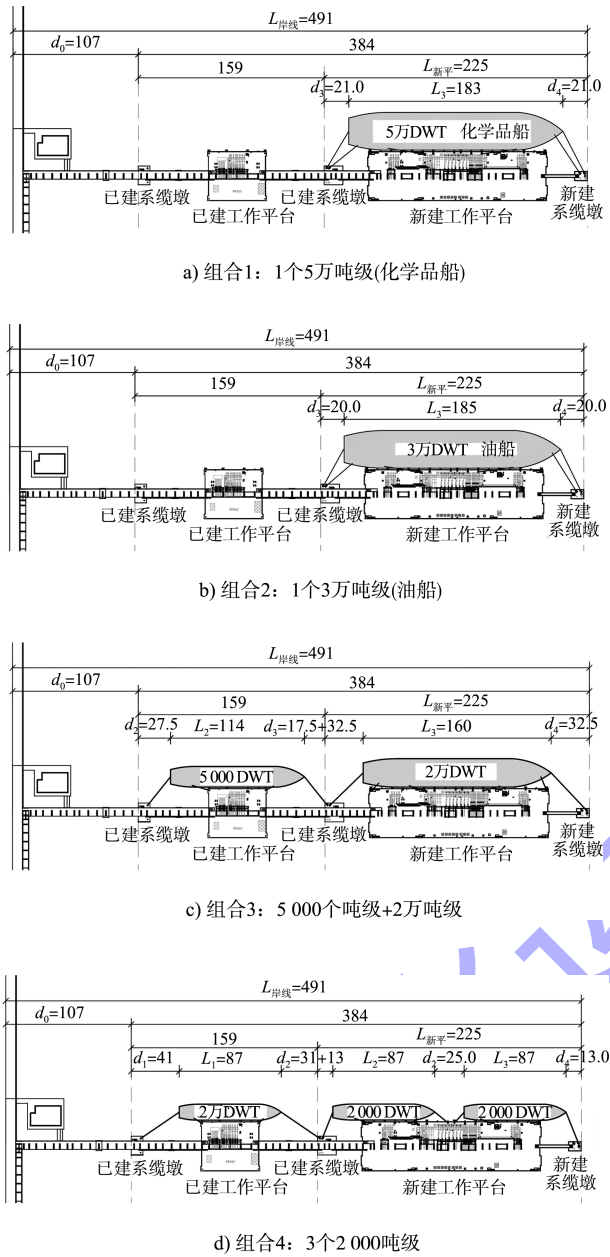 L岸线=491
d0=107
384
159
L新平=225
d3=21.0
L3=183
d4=21.0
5万DWT 化学品船
已建系缆墩
已建工作平台
已建系缆墩
新建工作平台
新建
系缆墩
a) 组合1：1个5万吨级(化学品船)
L岸线=491
d0=107
384
159
L新平=225
d3=20.0
L3=185
d4=20.0
3万DWT 油船
已建系缆墩
已建工作平台
已建系缆墩
新建工作平台
新建
系缆墩
b) 组合2：1个3万吨级(油船)
L岸线=491
d0=107
384
159
L新平=225
d2=27.5
L2=114
d3=17.5+32.5
L3=160
d4=32.5
5 000 DWT
2万DWT
已建系缆墩
已建工作平台
已建系缆墩
新建工作平台
新建
系缆墩
c) 组合3：5 000个吨级+2万吨级
L岸线=491
d0=107
384
159
L新平=225
d1=41
L1=87
d2=31+13
L2=87
d3=25.0
L3=87
d4=13.0
2万DWT
2 000 DWT
2 000 DWT
已建系缆墩
已建工作平台
已建系缆墩
新建工作平台
新建
系缆墩
d) 组合4：3个2 000吨级